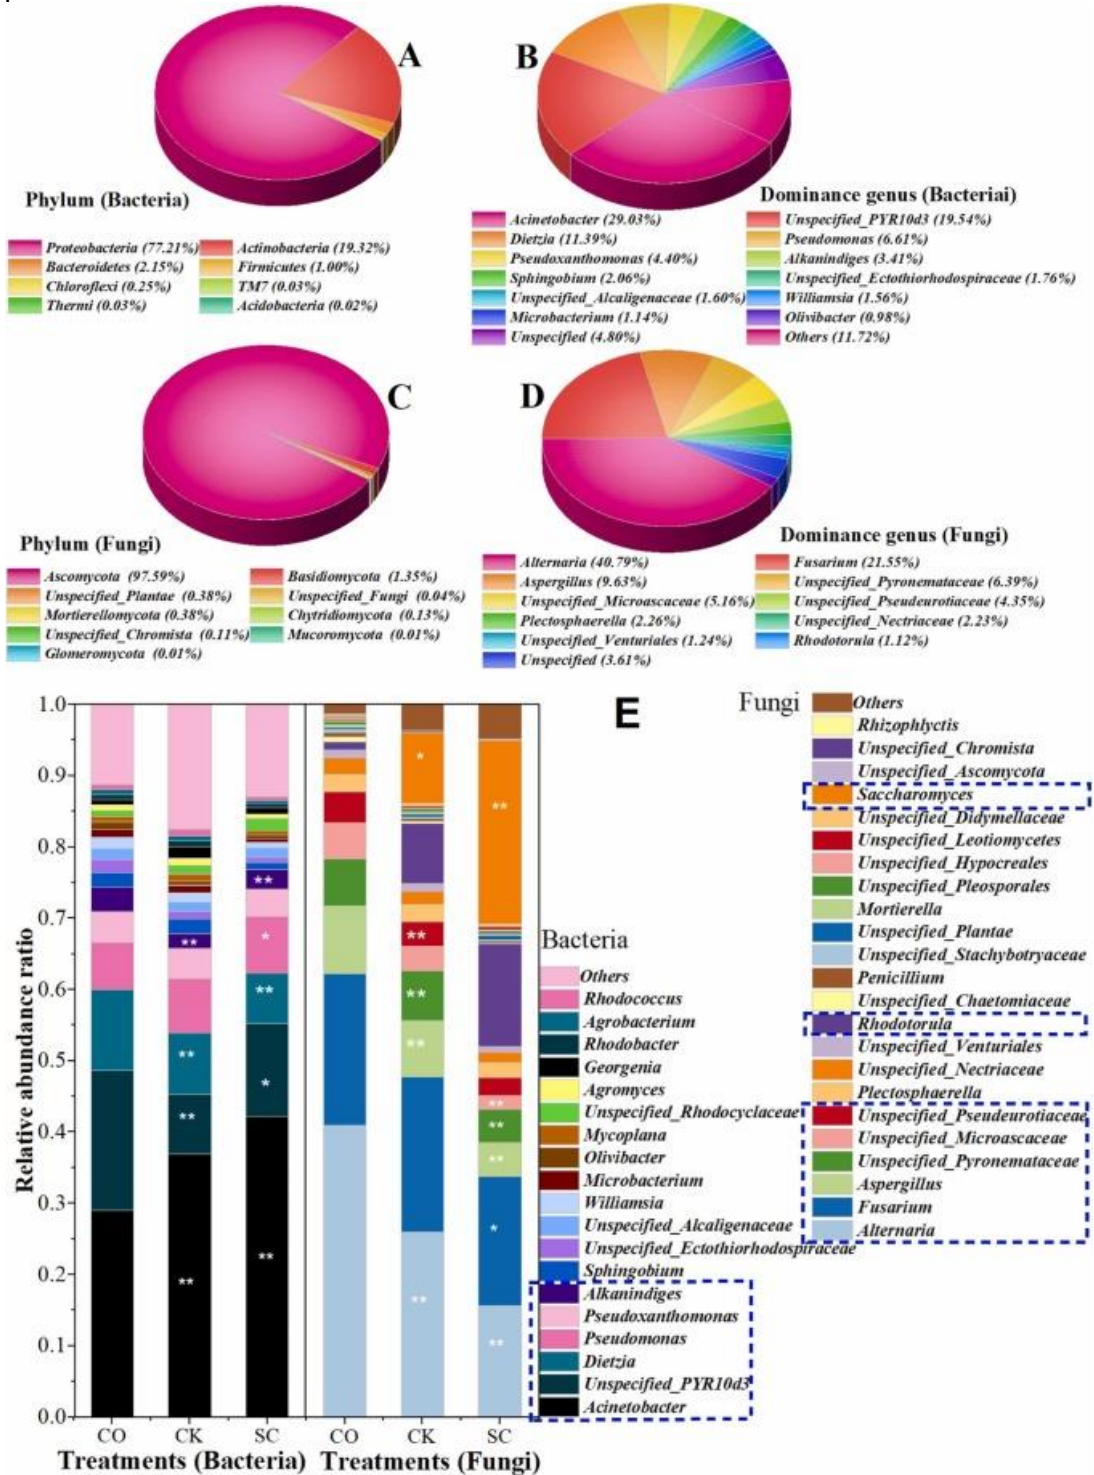 A
B
Phylum (Bacteria)
Proteobacteria (77.21%) Actinobacteria (19.32%)
Bacteroidetes (2.15%) Firmicutes (1.00%)
Chloroflexi (0.25%) TM7 (0.03%)
Thermi (0.03%) Acidobacteria (0.02%)
Dominance genus (Bacteriai)
Acinetobacter (29.03%) Unspecified_PYR10d3 (19.54%)
Dietzia (11.39%) Pseudomonas (6.61%)
Pseudoxanthomonas (4.40%) Alkanindiges (3.41%)
Sphingobium (2.06%) Unspecified_Ectothiorhodospiraceae (1.76%)
Unspecified_Alcaligenaceae (1.60%) Williamsia (1.56%)
Microbacterium (1.14%) Olivibacter (0.98%)
Unspecified (4.80%) Others (11.72%)
C
D
Phylum (Fungi)
Ascomycota (97.59%) Basidiomycota (1.35%)
Unspecified_Plantae (0.38%) Unspecified_Fungi (0.04%)
Mortierellomycota (0.38%) Chytridiomycota (0.13%)
Unspecified_Chromista (0.11%) Mucoromycota (0.01%)
Glomeromycota (0.01%)
Dominance genus (Fungi)
Alternaria (40.79%) Fusarium (21.55%)
Aspergillus (9.63%) Unspecified_Pyronemataceae (6.39%)
Unspecified_Microascaceae (5.16%) Unspecified_Pseudeurotiaceae (4.35%)
Plectosphaerella (2.26%) Unspecified_Nectriaceae (2.23%)
Unspecified_Venturiales (1.24%) Rhodotorula (1.12%)
Unspecified (3.61%)
E
Relative abundance ratio
1.0
0.9
0.8
0.7
0.6
0.5
0.4
0.3
0.2
0.1
0.0
**
**
**
**
**
*
**
*
**
*
**
**
**
**
**
**
**
**
*
**
CO CK SC CO CK SC
Treatments (Bacteria) Treatments (Fungi)
Bacteria
Others
Rhodococcus
Agrobacterium
Rhodobacter
Georgenia
Agromyces
Unspecified_Rhodocyclaceae
Mycoplana
Olivibacter
Microbacterium
Williamsia
Unspecified_Alcaligenaceae
Unspecified_Ectothiorhodospiraceae
Sphingobium
Alkanindiges
Pseudoxanthomonas
Pseudomonas
Dietzia
Unspecified_PYR10d3
Acinetobacter
Fungi
Others
Rhizophlyctis
Unspecified_Chromista
Unspecified_Ascomycota
Saccharomyces
Unspecified_Didymellaceae
Unspecified_Leotiomycetes
Unspecified_Hypocreales
Unspecified_Pleosporales
Mortierella
Unspecified_Plantae
Unspecified_Stachybotryaceae
Penicillium
Unspecified_Chaetomiaceae
Rhodotorula
Unspecified_Venturiales
Unspecified_Nectriaceae
Plectosphaerella
Unspecified_Pseudeurotiaceae
Unspecified_Microascaceae
Unspecified_Pyronemataceae
Aspergillus
Fusarium
Alternaria